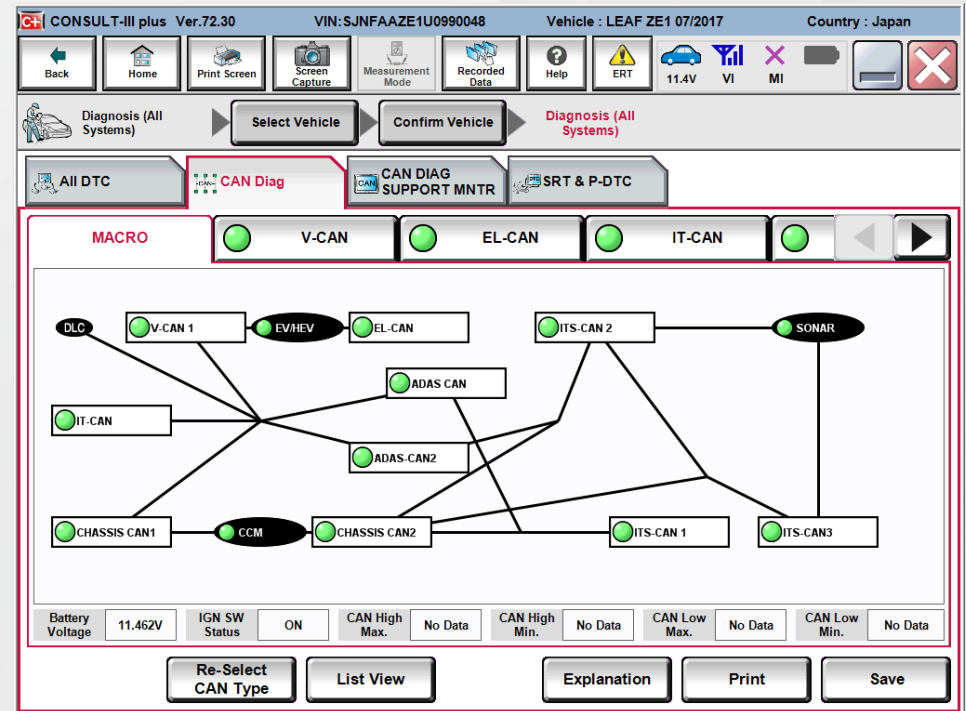 C+ CONSULT-III plus Ver.72.30 VIN:SJNFAAZE1U0990048 Vehicle : LEAF ZE1 07/2017 Country : Japan
Back
Home
Print Screen
Screen
Capture
Measurement
Mode
Recorded
Data
Help
ERT
11.4V
VI
MI
Diagnosis (All
Systems)
Select Vehicle
Confirm Vehicle
Diagnosis (All
Systems)
All DTC
CAN Diag
CAN DIAG
SUPPORT MNTR
SRT & P-DTC
MACRO
V-CAN
EL-CAN
IT-CAN
DLC
V-CAN 1
EV/HEV
EL-CAN
ITS-CAN 2
SONAR
ADAS CAN
IT-CAN
ADAS-CAN2
CHASSIS CAN1
CCM
CHASSIS CAN2
ITS-CAN 1
ITS-CAN3
Battery
Voltage
11.462V
IGN SW
Status
ON
CAN High
Max.
No Data
CAN High
Min.
No Data
CAN Low
Max.
No Data
CAN Low
Min.
No Data
Re-Select
CAN Type
List View
Explanation
Print
Save